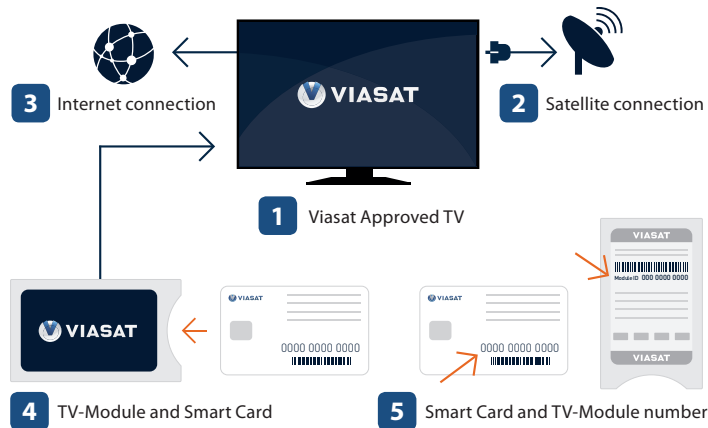 VIASAT
3 Internet connection
2 Satellite connection
1 Viasat Approved TV
VIASAT
VIASAT
0000 0000 0000
VIASAT
0000 0000 0000
VIASAT
Module ID 000 0000 0000
VIASAT
4 TV-Module and Smart Card
5 Smart Card and TV-Module number